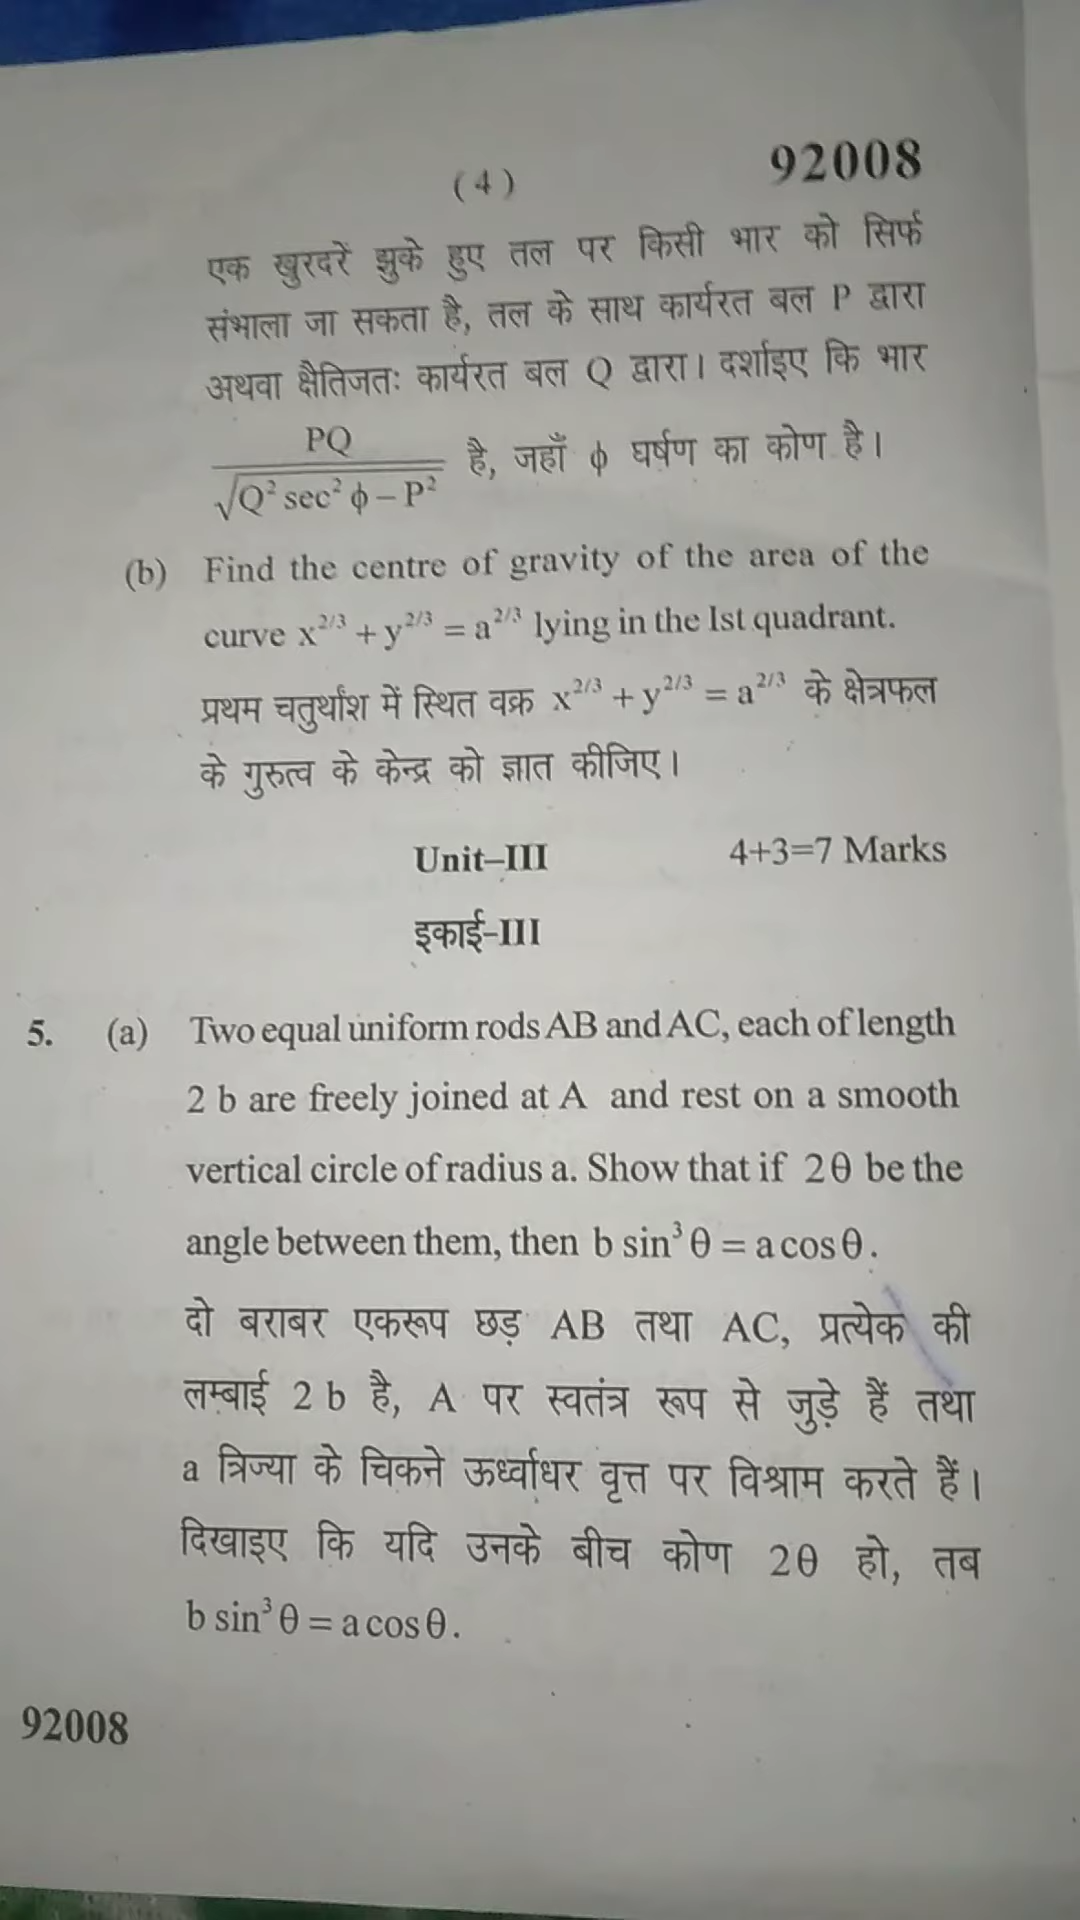 (4)
92008
एक खुरदरें झुके हुए तल पर किसी भार को सिर्फ
संभाला जा सकता है, तल के साथ कार्यरत बल P द्वारा
अथवा क्षैतिजतः कार्यरत बल Q द्वारा। दर्शाइए कि भार
PQ
√Q² sec² ϕ – P² है, जहाँ ϕ घर्षण का कोण है।
(b) Find the centre of gravity of the area of the
curve x^{2/3} + y^{2/3} = a^{2/3} lying in the Ist quadrant.
प्रथम चतुर्थांश में स्थित वक्र x^{2/3} + y^{2/3} = a^{2/3} के क्षेत्रफल
के गुरुत्व के केन्द्र को ज्ञात कीजिए।
Unit–III 4+3=7 Marks
इकाई-III
5. (a) Two equal uniform rods AB and AC, each of length
2 b are freely joined at A and rest on a smooth
vertical circle of radius a. Show that if 2θ be the
angle between them, then b sin³ θ = a cos θ.
दो बराबर एकरूप छड़ AB तथा AC, प्रत्येक की
लम्बाई 2 b है, A पर स्वतंत्र रूप से जुड़े हैं तथा
a त्रिज्या के चिकने ऊर्ध्वाधर वृत्त पर विश्राम करते हैं।
दिखाइए कि यदि उनके बीच कोण 2θ हो, तब
b sin³ θ = a cos θ.
92008